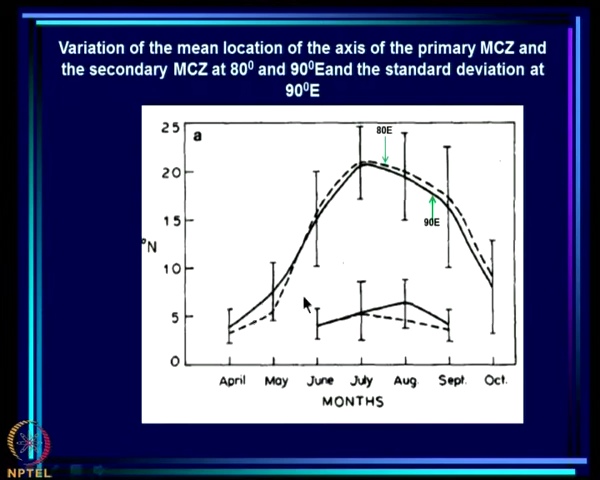 Variation of the mean location of the axis of the primary MCZ and
the secondary MCZ at 80⁰ and 90⁰Eand the standard deviation at
90⁰E
a
25
20
15
10
5
0
°N
80E
90E
April May June July Aug. Sept. Oct.
MONTHS
NPTEL